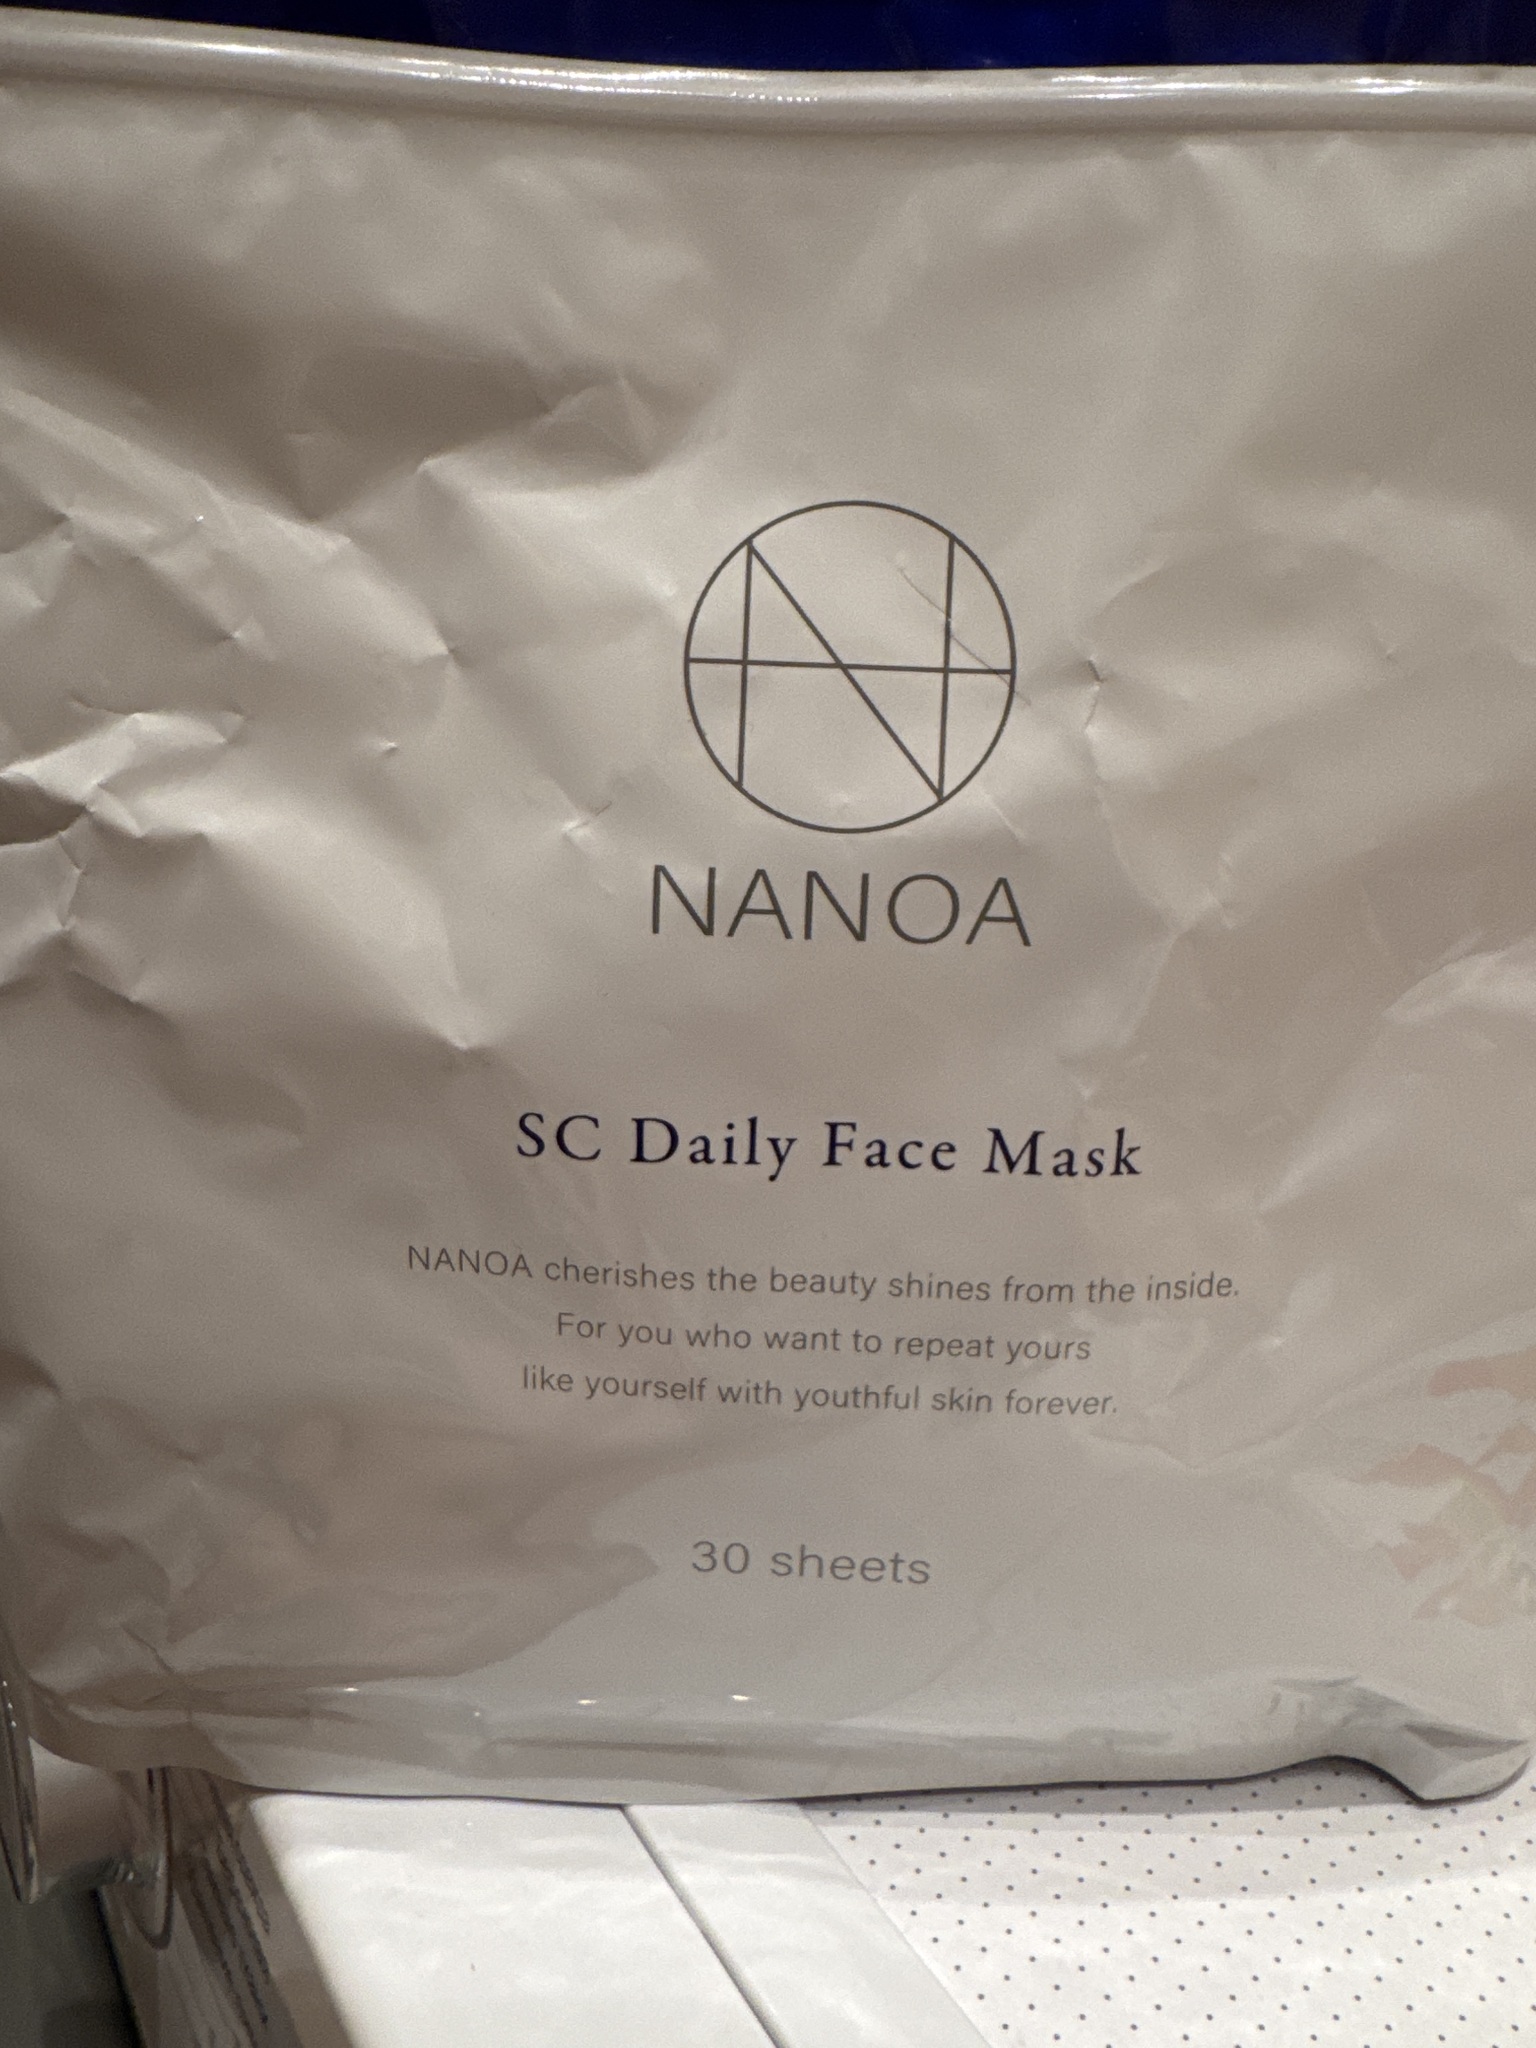 NANOA
SC Daily Face Mask
NANOA cherishes the beauty shines from the inside.
For you who want to repeat yours
like yourself with youthful skin forever.
30 sheets